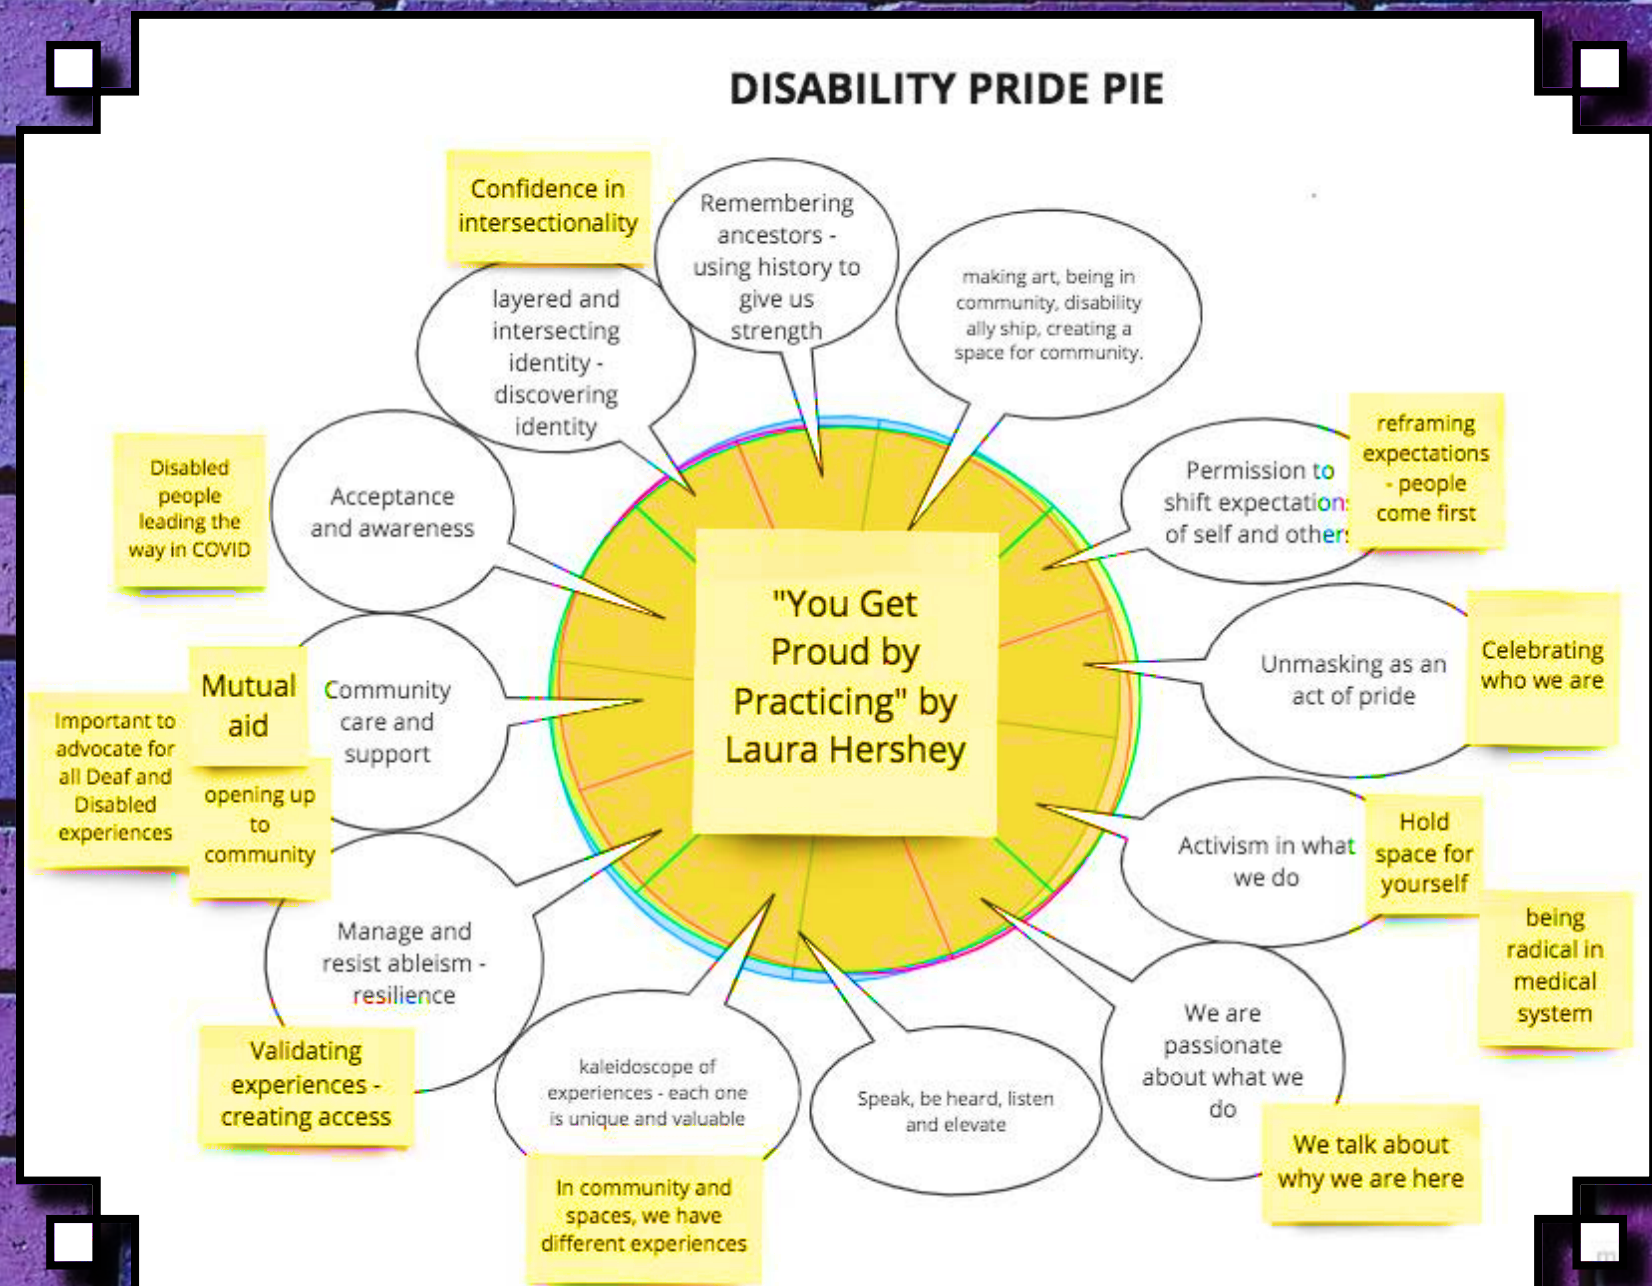 DISABILITY PRIDE PIE
Confidence in
intersectionality
Remembering
ancestors -
using history to
give us
strength
making art, being in
community, disability
ally ship, creating a
space for community.
layered and
intersecting
identity -
discovering
identity
reframing
expectations
- people
come first
Permission to
shift expectations
of self and others
Disabled
people
leading the
way in COVID
Acceptance
and awareness
"You Get
Proud by
Practicing" by
Laura Hershey
Unmasking as an
act of pride
Celebrating
who we are
Mutual
aid
Community
care and
support
Important to
advocate for
all Deaf and
Disabled
experiences
opening up
to
community
Activism in what
we do
Hold
space for
yourself
being
radical in
medical
system
Manage and
resist ableism -
resilience
We are
passionate
about what we
do
Validating
experiences -
creating access
kaleidoscope of
experiences - each one
is unique and valuable
Speak, be heard, listen
and elevate
We talk about
why we are here
In community and
spaces, we have
different experiences